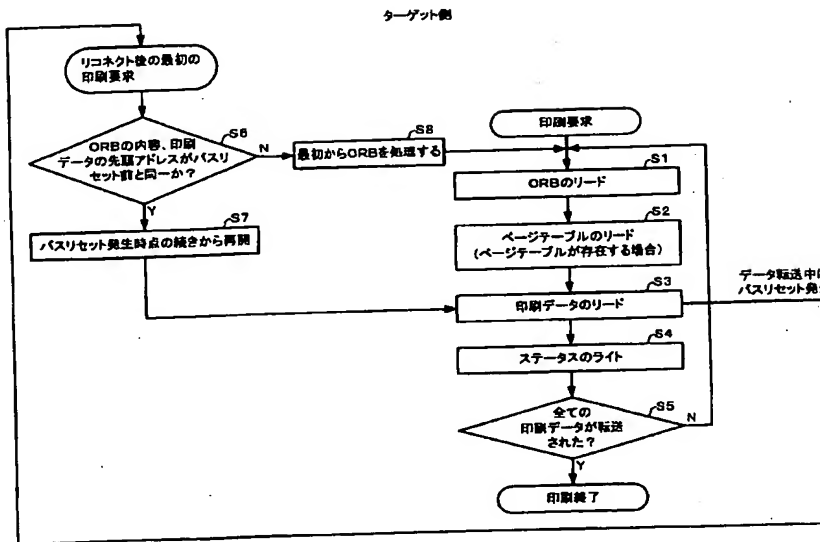 ターゲット側
リコネクト後の最初の
印刷要求
S6
ORBの内容、印刷
データの先頭アドレスがバスリ
セット前と同一か?
N
Y
S8
最初からORBを処理する
S7
バスリセット発生時点の続きから再開
印刷要求
S1
ORBのリード
S2
ページテーブルのリード
(ページテーブルが存在する場合)
S3
印刷データのリード
データ転送中に
バスリセット発
S4
ステータスのライト
S5
全ての
印刷データが転送
された?
N
Y
印刷終了